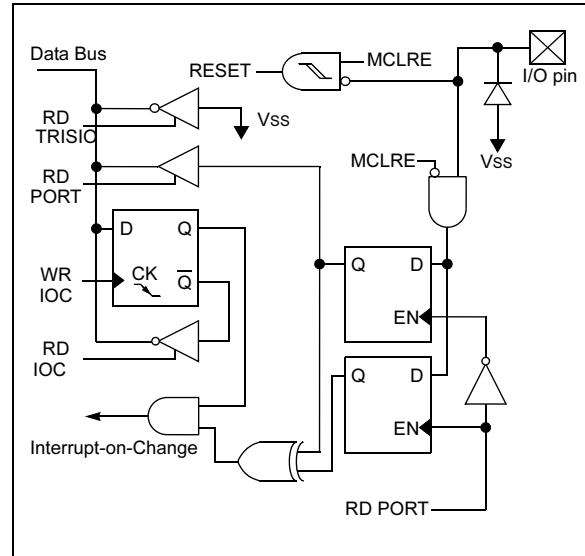 Data Bus
RESET
MCLRE
I/O pin
RD
TRISIO
VSS
VSS
RD
PORT
MCLRE
D
Q
Q
D
WR
IOC
CK
Q
EN
RD
IOC
Q
D
EN
Interrupt-on-Change
RD PORT